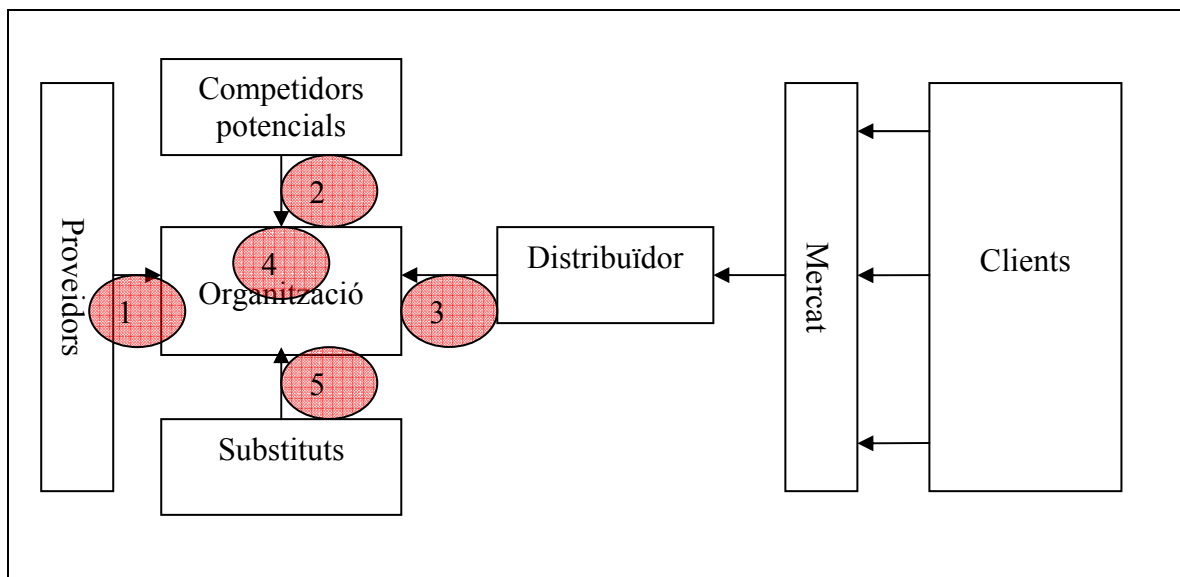 Competidors
potencials
Proveidors
1
2
4
Organització
3
5
Substituts
Distribuïdor
Mercat
Clients